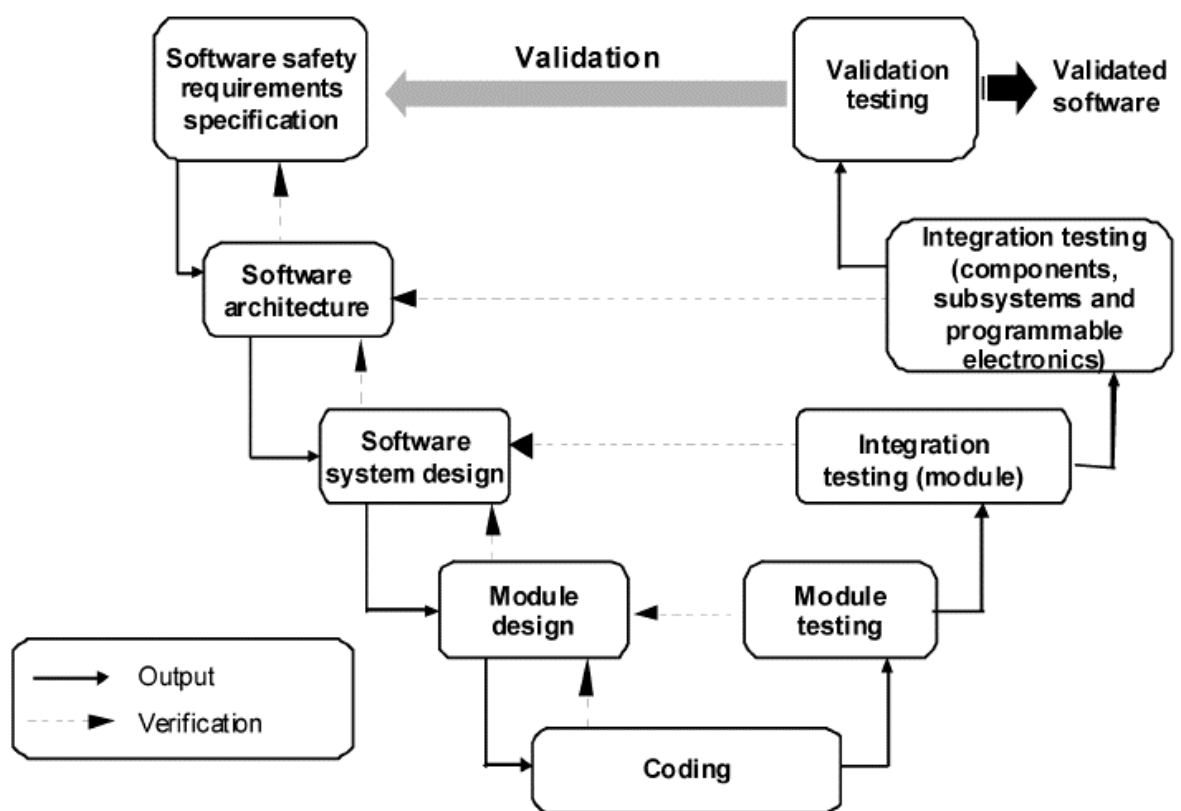 Software safety
requirements
specification
Validation
Validation
testing
Validated
software
Software
architecture
Integration testing
(components,
subsystems and
programmable
electronics)
Software
system design
Integration
testing (module)
Module
design
Module
testing
Output
Verification
Coding